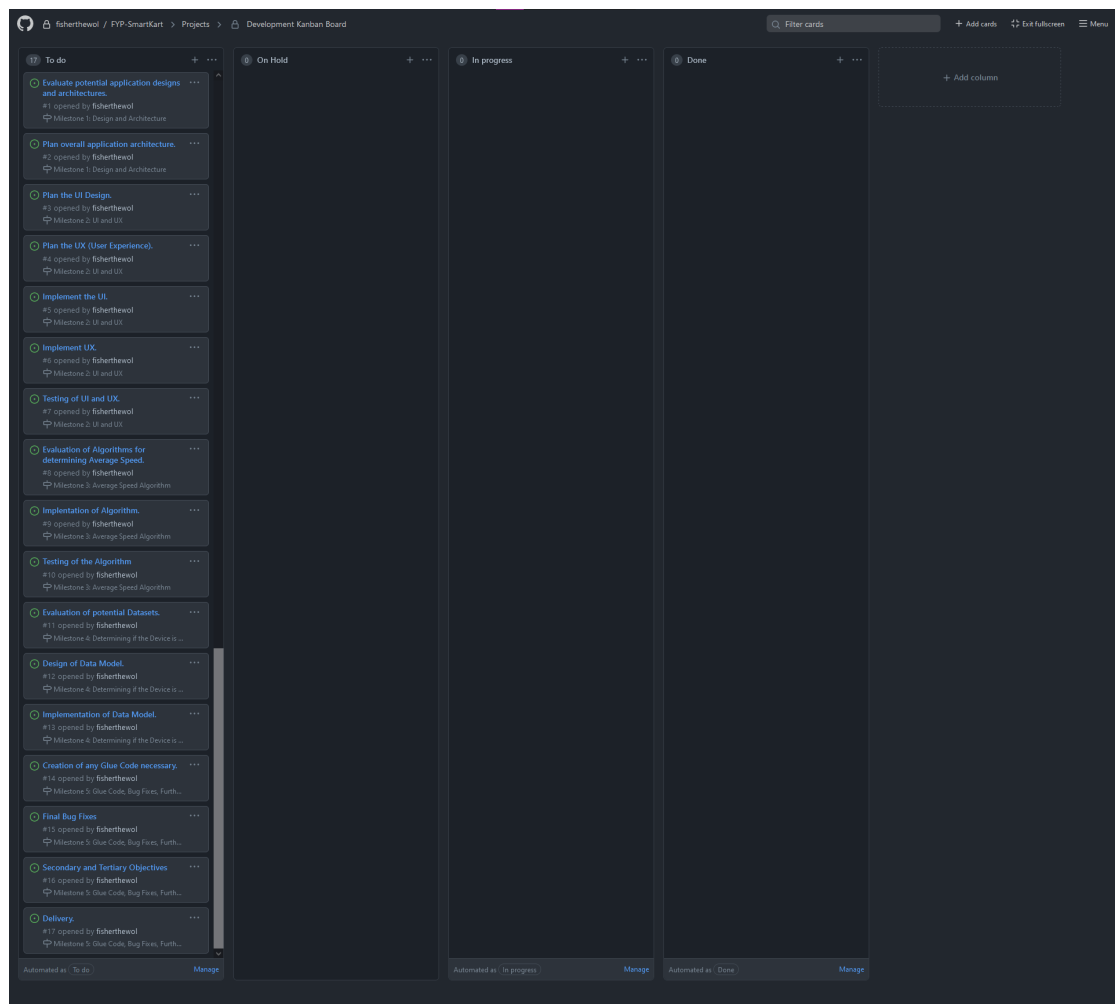 fisherthewol / FYP-SmartKart > Projects > Development Kanban Board
Filter cards
+ Add cards
Exit fullscreen
Menu
17 To do
Evaluate potential application designs
and architectures.
#1 opened by fisherthewol
Milestone 1: Design and Architecture
Plan overall application architecture.
#2 opened by fisherthewol
Milestone 1: Design and Architecture
Plan the UI Design.
#3 opened by fisherthewol
Milestone 2: UI and UX
Plan the UX (User Experience).
#4 opened by fisherthewol
Milestone 2: UI and UX
Implement the UI.
#5 opened by fisherthewol
Milestone 2: UI and UX
Implement UX.
#6 opened by fisherthewol
Milestone 2: UI and UX
Testing of UI and UX.
#7 opened by fisherthewol
Milestone 2: UI and UX
Evaluation of Algorithms for
determining Average Speed.
#8 opened by fisherthewol
Milestone 3: Average Speed Algorithm
Implentation of Algorithm.
#9 opened by fisherthewol
Milestone 3: Average Speed Algorithm
Testing of the Algorithm
#10 opened by fisherthewol
Milestone 3: Average Speed Algorithm
Evaluation of potential Datasets.
#11 opened by fisherthewol
Milestone 4: Determining if the Device is ...
Design of Data Model.
#12 opened by fisherthewol
Milestone 4: Determining if the Device is ...
Implementation of Data Model.
#13 opened by fisherthewol
Milestone 4: Determining if the Device is ...
Creation of any Glue Code necessary.
#14 opened by fisherthewol
Milestone 5: Glue Code, Bug Fixes, Furth...
Final Bug Fixes
#15 opened by fisherthewol
Milestone 5: Glue Code, Bug Fixes, Furth...
Secondary and Tertiary Objectives
#16 opened by fisherthewol
Milestone 5: Glue Code, Bug Fixes, Furth...
Delivery.
#17 opened by fisherthewol
Milestone 5: Glue Code, Bug Fixes, Furth...
Automated as To do
Manage
0 On Hold
0 In progress
Automated as In progress
Manage
0 Done
Automated as Done
Manage
+ Add column